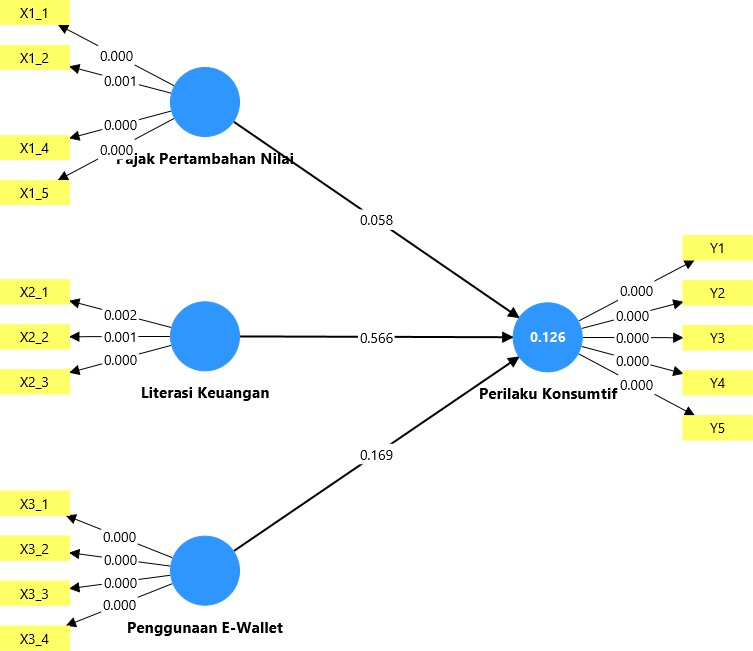 X1_1
X1_2
X1_4
X1_5
0.000
0.001
0.000
0.000
Pajak Pertambahan Nilai
0.058
X2_1
X2_2
X2_3
0.002
0.001
0.000
Literasi Keuangan
0.566
0.126
Perilaku Konsumtif
0.000
0.000
0.000
0.000
0.000
Y1
Y2
Y3
Y4
Y5
0.169
X3_1
X3_2
X3_3
X3_4
0.000
0.000
0.000
0.000
Penggunaan E-Wallet